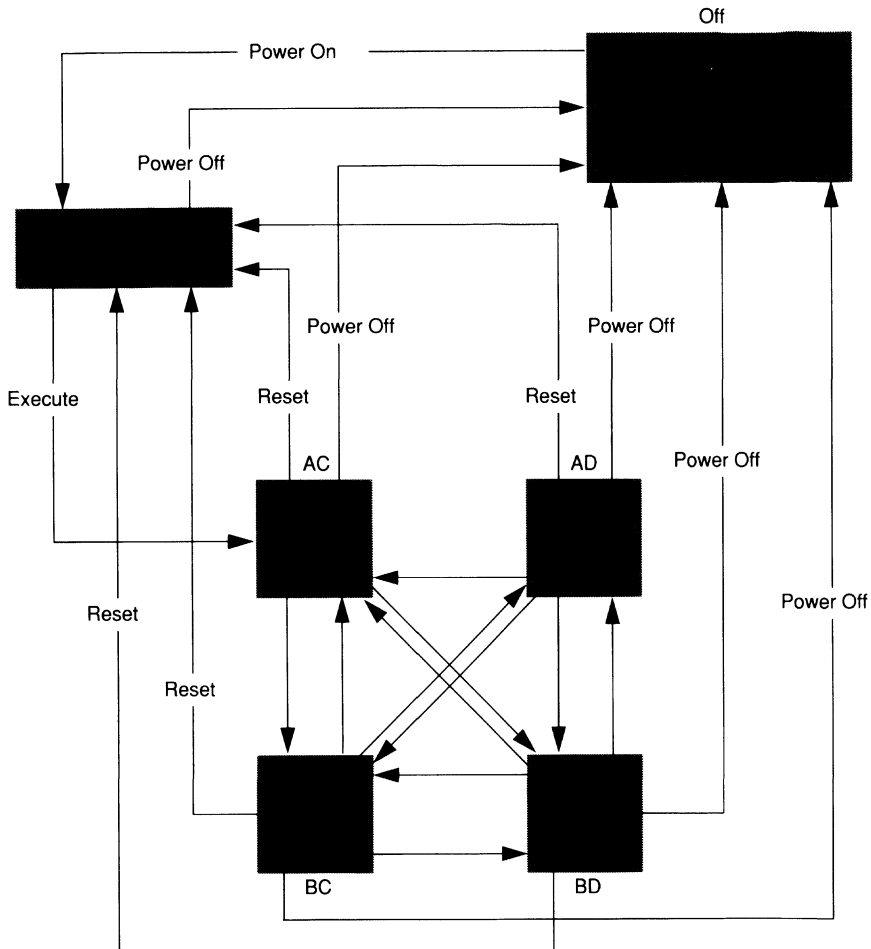 Off
Power On
Power Off
Power Off
Power Off
Execute
Reset
Reset
AC
AD
Power Off
Power Off
Reset
Reset
BC
BD